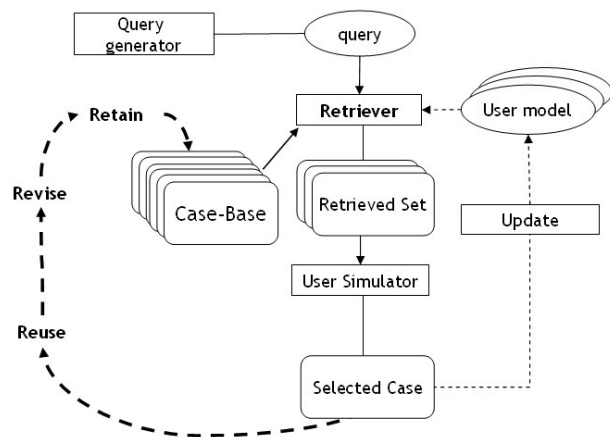 Query
generator
query
Retain
Retriever
User model
Revise
Case-Base
Retrieved Set
Update
User Simulator
Reuse
Selected Case